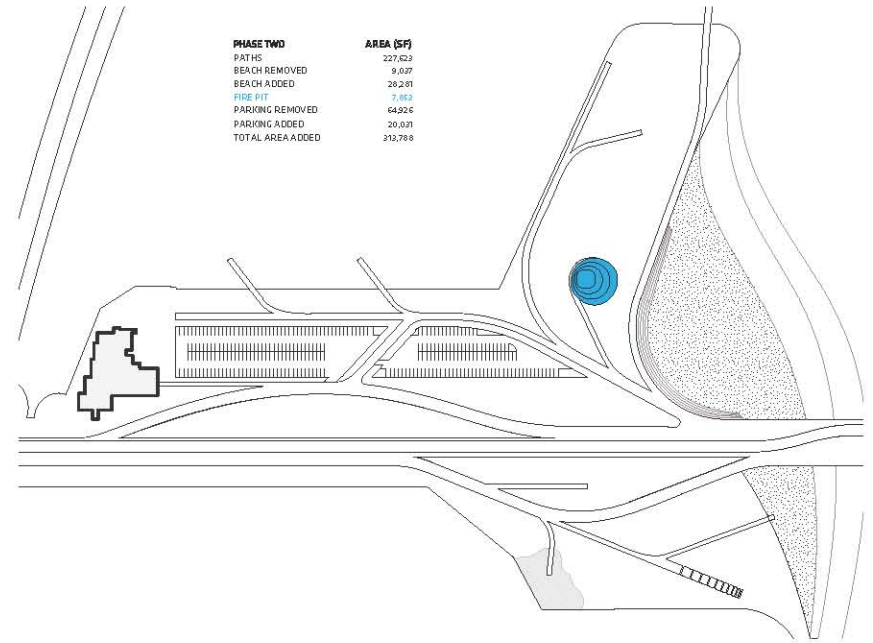 PHASE TWO AREA (SF)
PATHS 227,623
BEACH REMOVED 9,037
BEACH ADDED 28,281
FIRE PIT 7,853
PARKING REMOVED 64,926
PARKING ADDED 20,031
TOTAL AREA ADDED 313,788